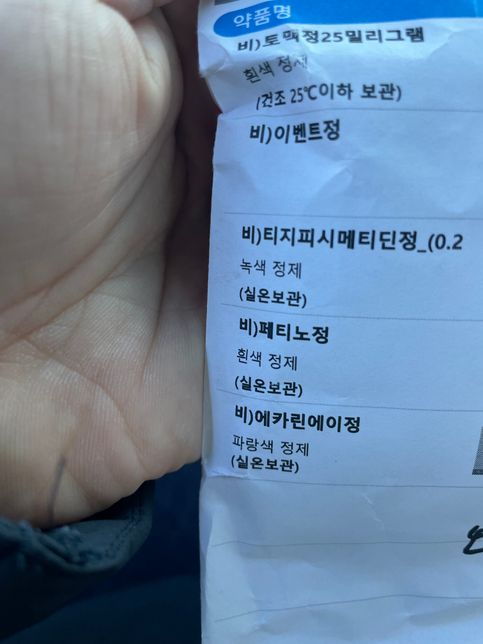 약품명
비)토팩정25밀리그램
흰색 정제
(건조 25℃이하 보관)
비)이벤트정
비)티지피시메티딘정_(0.2
녹색 정제
(실온보관)
비)페티노정
흰색 정제
(실온보관)
비)에카린에이정
파랑색 정제
(실온보관)